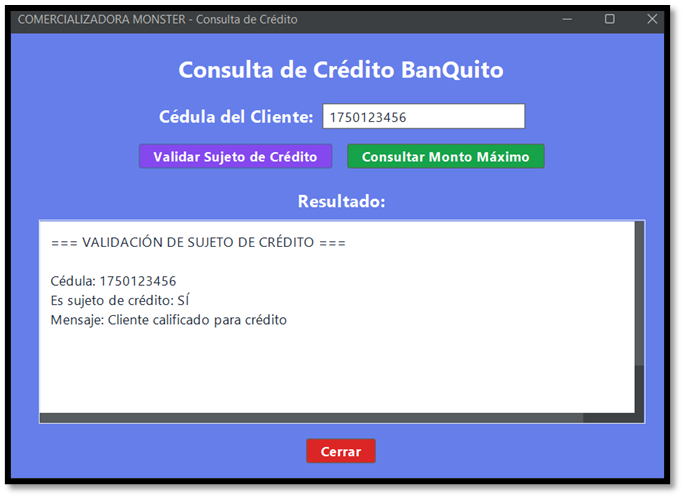 COMERCIALIZADORA MONSTER - Consulta de Crédito
Consulta de Crédito BanQuito
Cédula del Cliente: 1750123456
Validar Sujeto de Crédito Consultar Monto Máximo
Resultado:
=== VALIDACIÓN DE SUJETO DE CRÉDITO ===
Cédula: 1750123456
Es sujeto de crédito: SÍ
Mensaje: Cliente calificado para crédito
Cerrar